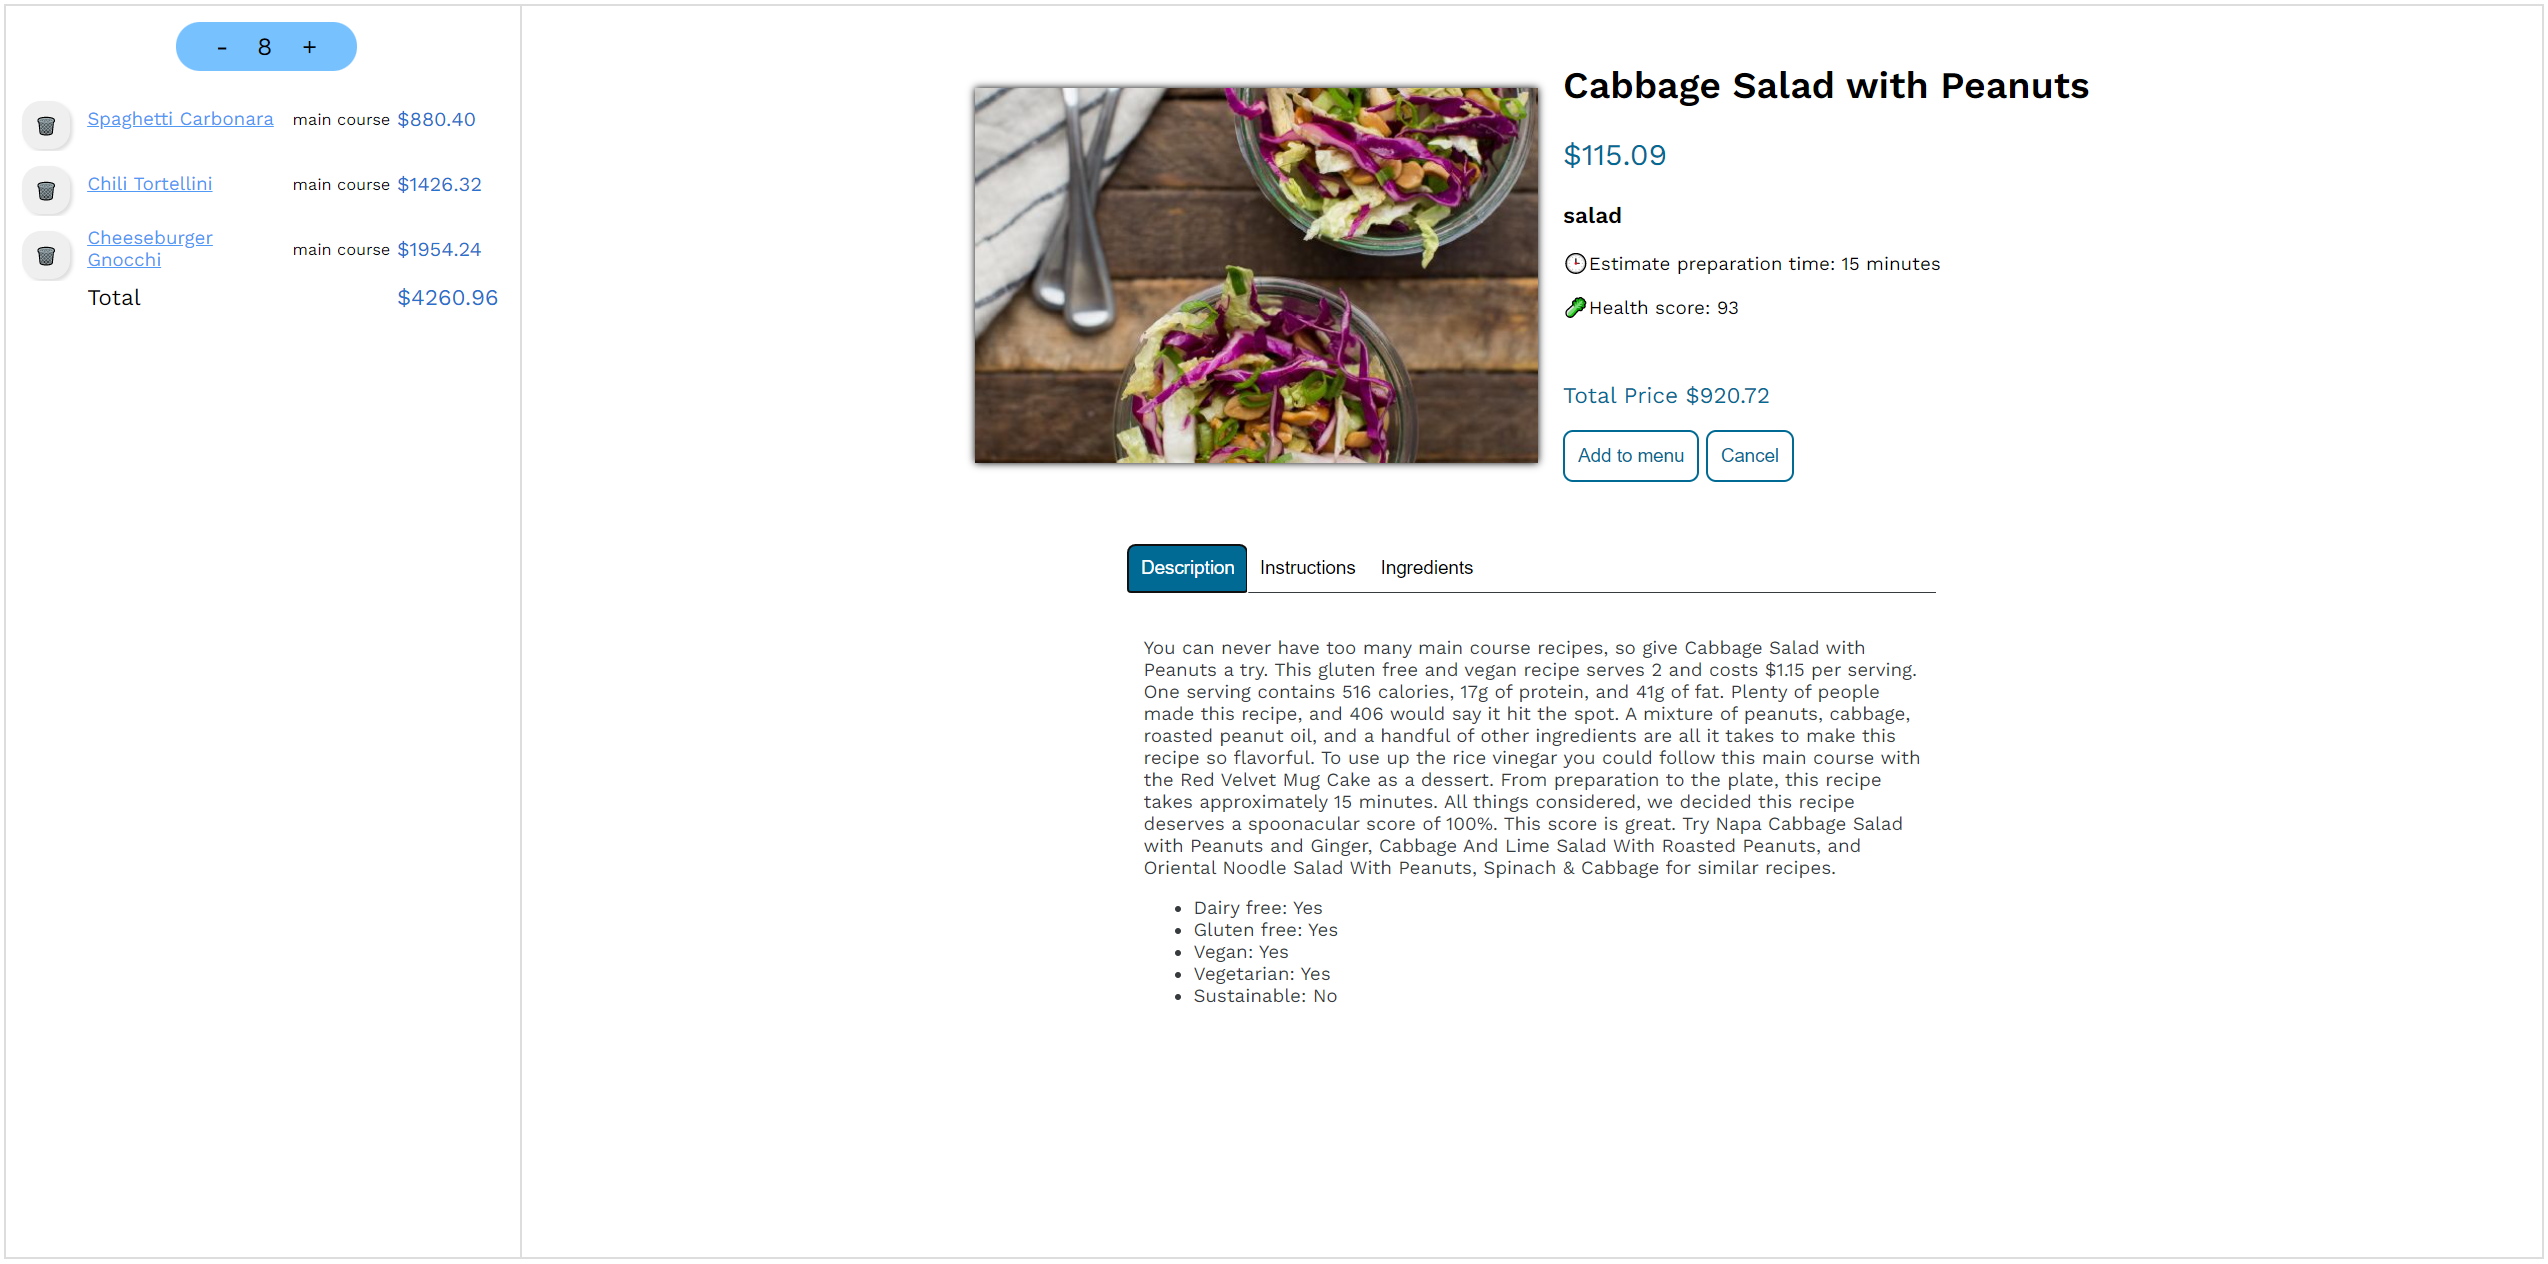 - 8 +
Spaghetti Carbonara main course $880.40
Chili Tortellini main course $1426.32
Cheeseburger
Gnocchi main course $1954.24
Total $4260.96
Cabbage Salad with Peanuts
$115.09
salad
Estimate preparation time: 15 minutes
Health score: 93
Total Price $920.72
Add to menu Cancel
Description Instructions Ingredients
You can never have too many main course recipes, so give Cabbage Salad with
Peanuts a try. This gluten free and vegan recipe serves 2 and costs $1.15 per serving.
One serving contains 516 calories, 17g of protein, and 41g of fat. Plenty of people
made this recipe, and 406 would say it hit the spot. A mixture of peanuts, cabbage,
roasted peanut oil, and a handful of other ingredients are all it takes to make this
recipe so flavorful. To use up the rice vinegar you could follow this main course with
the Red Velvet Mug Cake as a dessert. From preparation to the plate, this recipe
takes approximately 15 minutes. All things considered, we decided this recipe
deserves a spoonacular score of 100%. This score is great. Try Napa Cabbage Salad
with Peanuts and Ginger, Cabbage And Lime Salad With Roasted Peanuts, and
Oriental Noodle Salad With Peanuts, Spinach & Cabbage for similar recipes.
• Dairy free: Yes
• Gluten free: Yes
• Vegan: Yes
• Vegetarian: Yes
• Sustainable: No